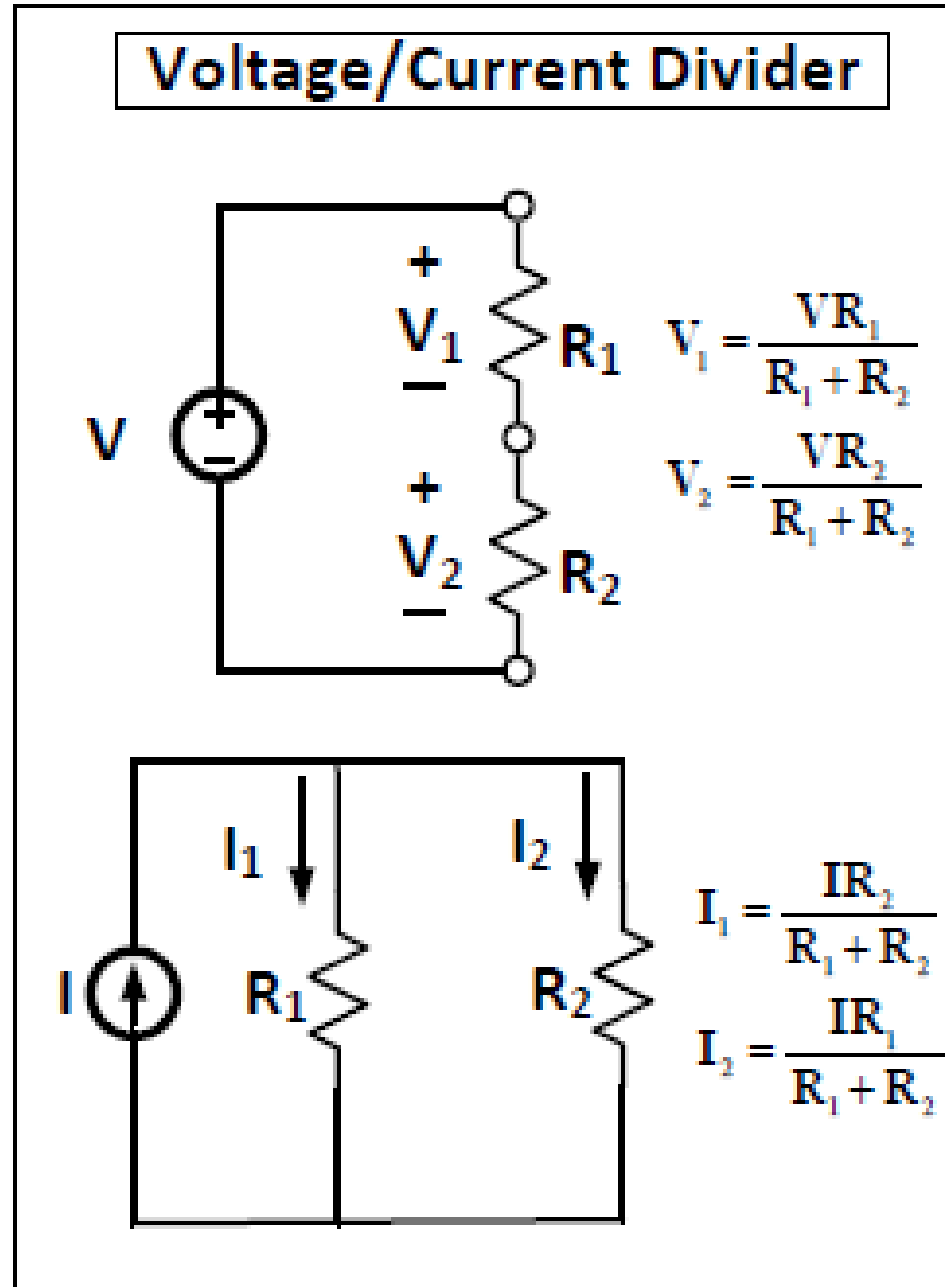 Voltage/Current Divider
+
V₁
−
R₁
V₁ = VR₁ / (R₁ + R₂)
V
+
−
+
V₂
−
R₂
V₂ = VR₂ / (R₁ + R₂)
I₁
I₂
I
R₁
R₂
I₁ = IR₂ / (R₁ + R₂)
I₂ = IR₁ / (R₁ + R₂)